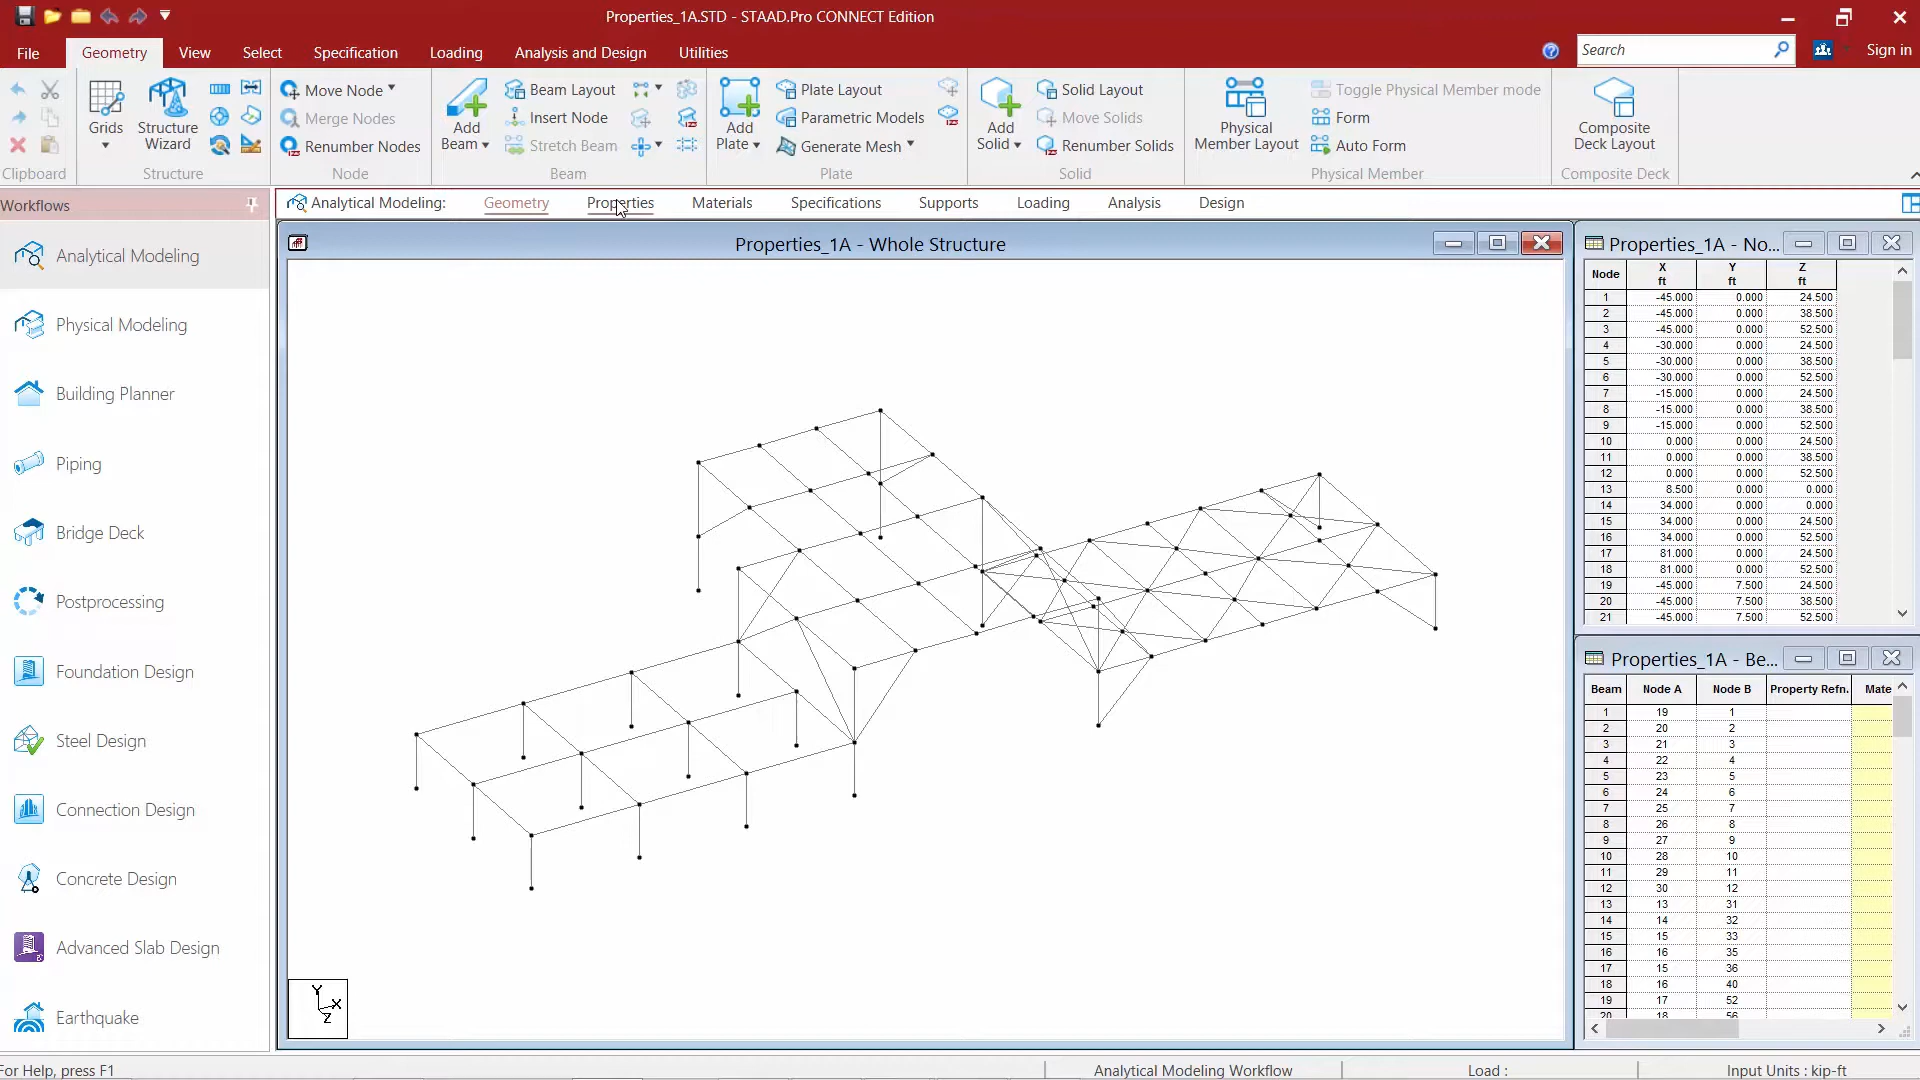 Properties_1A.STD - STAAD.Pro CONNECT Edition
File Geometry View Select Specification Loading Analysis and Design Utilities Search Sign in
Grids
Structure Wizard
Move Node
Merge Nodes
Renumber Nodes
Add Beam
Beam Layout
Insert Node
Stretch Beam
Add Plate
Plate Layout
Parametric Models
Generate Mesh
Add Solid
Solid Layout
Move Solids
Renumber Solids
Physical Member Layout
Toggle Physical Member mode
Form
Auto Form
Composite Deck Layout
Clipboard Structure Node Beam Plate Solid Physical Member Composite Deck
Workflows
Analytical Modeling: Geometry Properties Materials Specifications Supports Loading Analysis Design
Analytical Modeling
Physical Modeling
Building Planner
Piping
Bridge Deck
Postprocessing
Foundation Design
Steel Design
Connection Design
Concrete Design
Advanced Slab Design
Earthquake
Properties_1A - Whole Structure
Y
X
Z
Properties_1A - No...
Node X ft Y ft Z ft
1 -45.000 0.000 24.500
2 -45.000 0.000 38.500
3 -45.000 0.000 52.500
4 -30.000 0.000 24.500
5 -30.000 0.000 38.500
6 -30.000 0.000 52.500
7 -15.000 0.000 24.500
8 -15.000 0.000 38.500
9 -15.000 0.000 52.500
10 0.000 0.000 24.500
11 0.000 0.000 38.500
12 0.000 0.000 52.500
13 8.500 0.000 0.000
14 34.000 0.000 0.000
15 34.000 0.000 24.500
16 34.000 0.000 52.500
17 81.000 0.000 24.500
18 81.000 0.000 52.500
19 -45.000 7.500 24.500
20 -45.000 7.500 38.500
21 -45.000 7.500 52.500
Properties_1A - Be...
Beam Node A Node B Property Refn. Mate
1 19 1
2 20 2
3 21 3
4 22 4
5 23 5
6 24 6
7 25 7
8 26 8
9 27 9
10 28 10
11 29 11
12 30 12
13 13 31
14 14 32
15 15 33
16 16 35
17 15 36
18 16 40
19 17 52
20 18 56
For Help, press F1 Analytical Modeling Workflow Load : Input Units : kip-ft